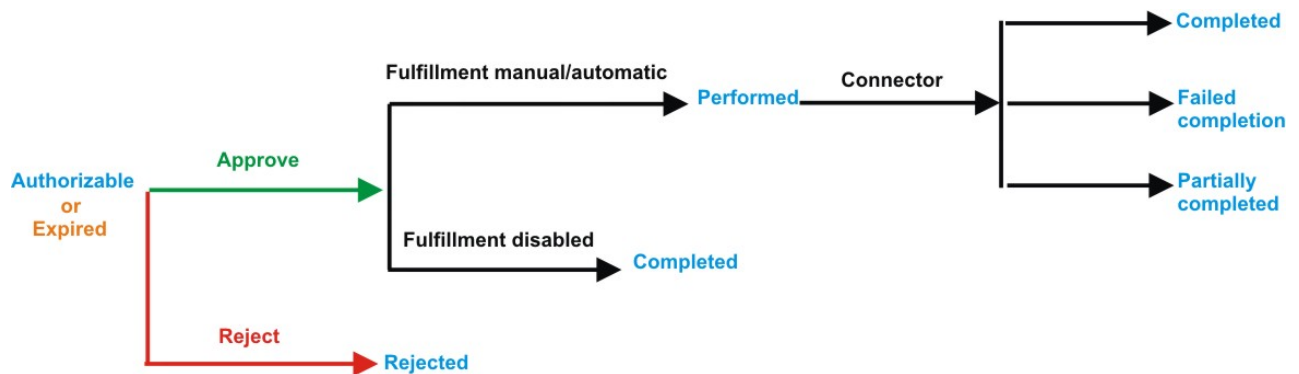 Completed
Fulfillment manual/automatic
Connector
Performed
Failed
completion
Approve
Authorizable
or
Expired
Partially
completed
Fulfillment disabled
Completed
Reject
Rejected